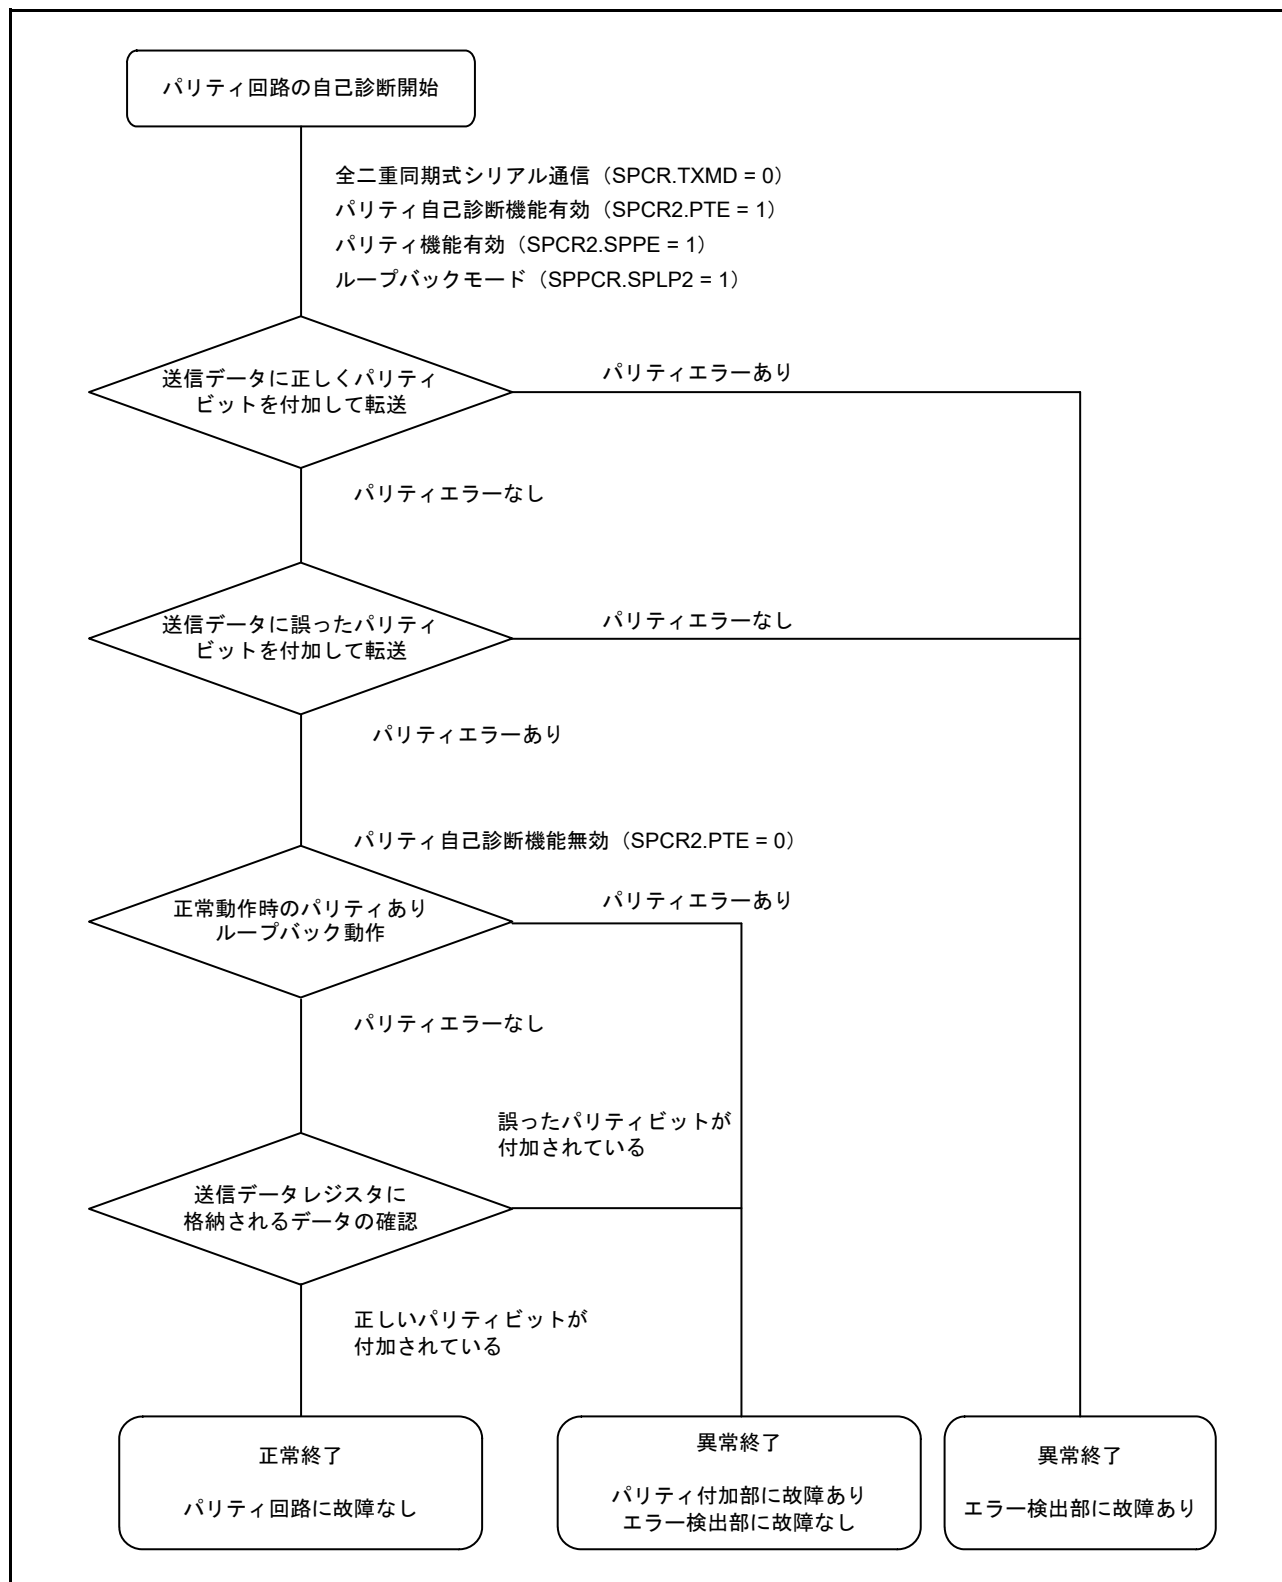 パリティ回路の自己診断開始
全二重同期式シリアル通信（SPCR.TXMD = 0）
パリティ自己診断機能有効（SPCR2.PTE = 1）
パリティ機能有効（SPCR2.SPPE = 1）
ループバックモード（SPPCR.SPLP2 = 1）
送信データに正しくパリティ
ビットを付加して転送
パリティエラーあり
パリティエラーなし
送信データに誤ったパリティ
ビットを付加して転送
パリティエラーなし
パリティエラーあり
パリティ自己診断機能無効（SPCR2.PTE = 0）
正常動作時のパリティあり
ループバック動作
パリティエラーあり
パリティエラーなし
誤ったパリティビットが
付加されている
送信データレジスタに
格納されるデータの確認
正しいパリティビットが
付加されている
正常終了
パリティ回路に故障なし
異常終了
パリティ付加部に故障あり
エラー検出部に故障なし
異常終了
エラー検出部に故障あり